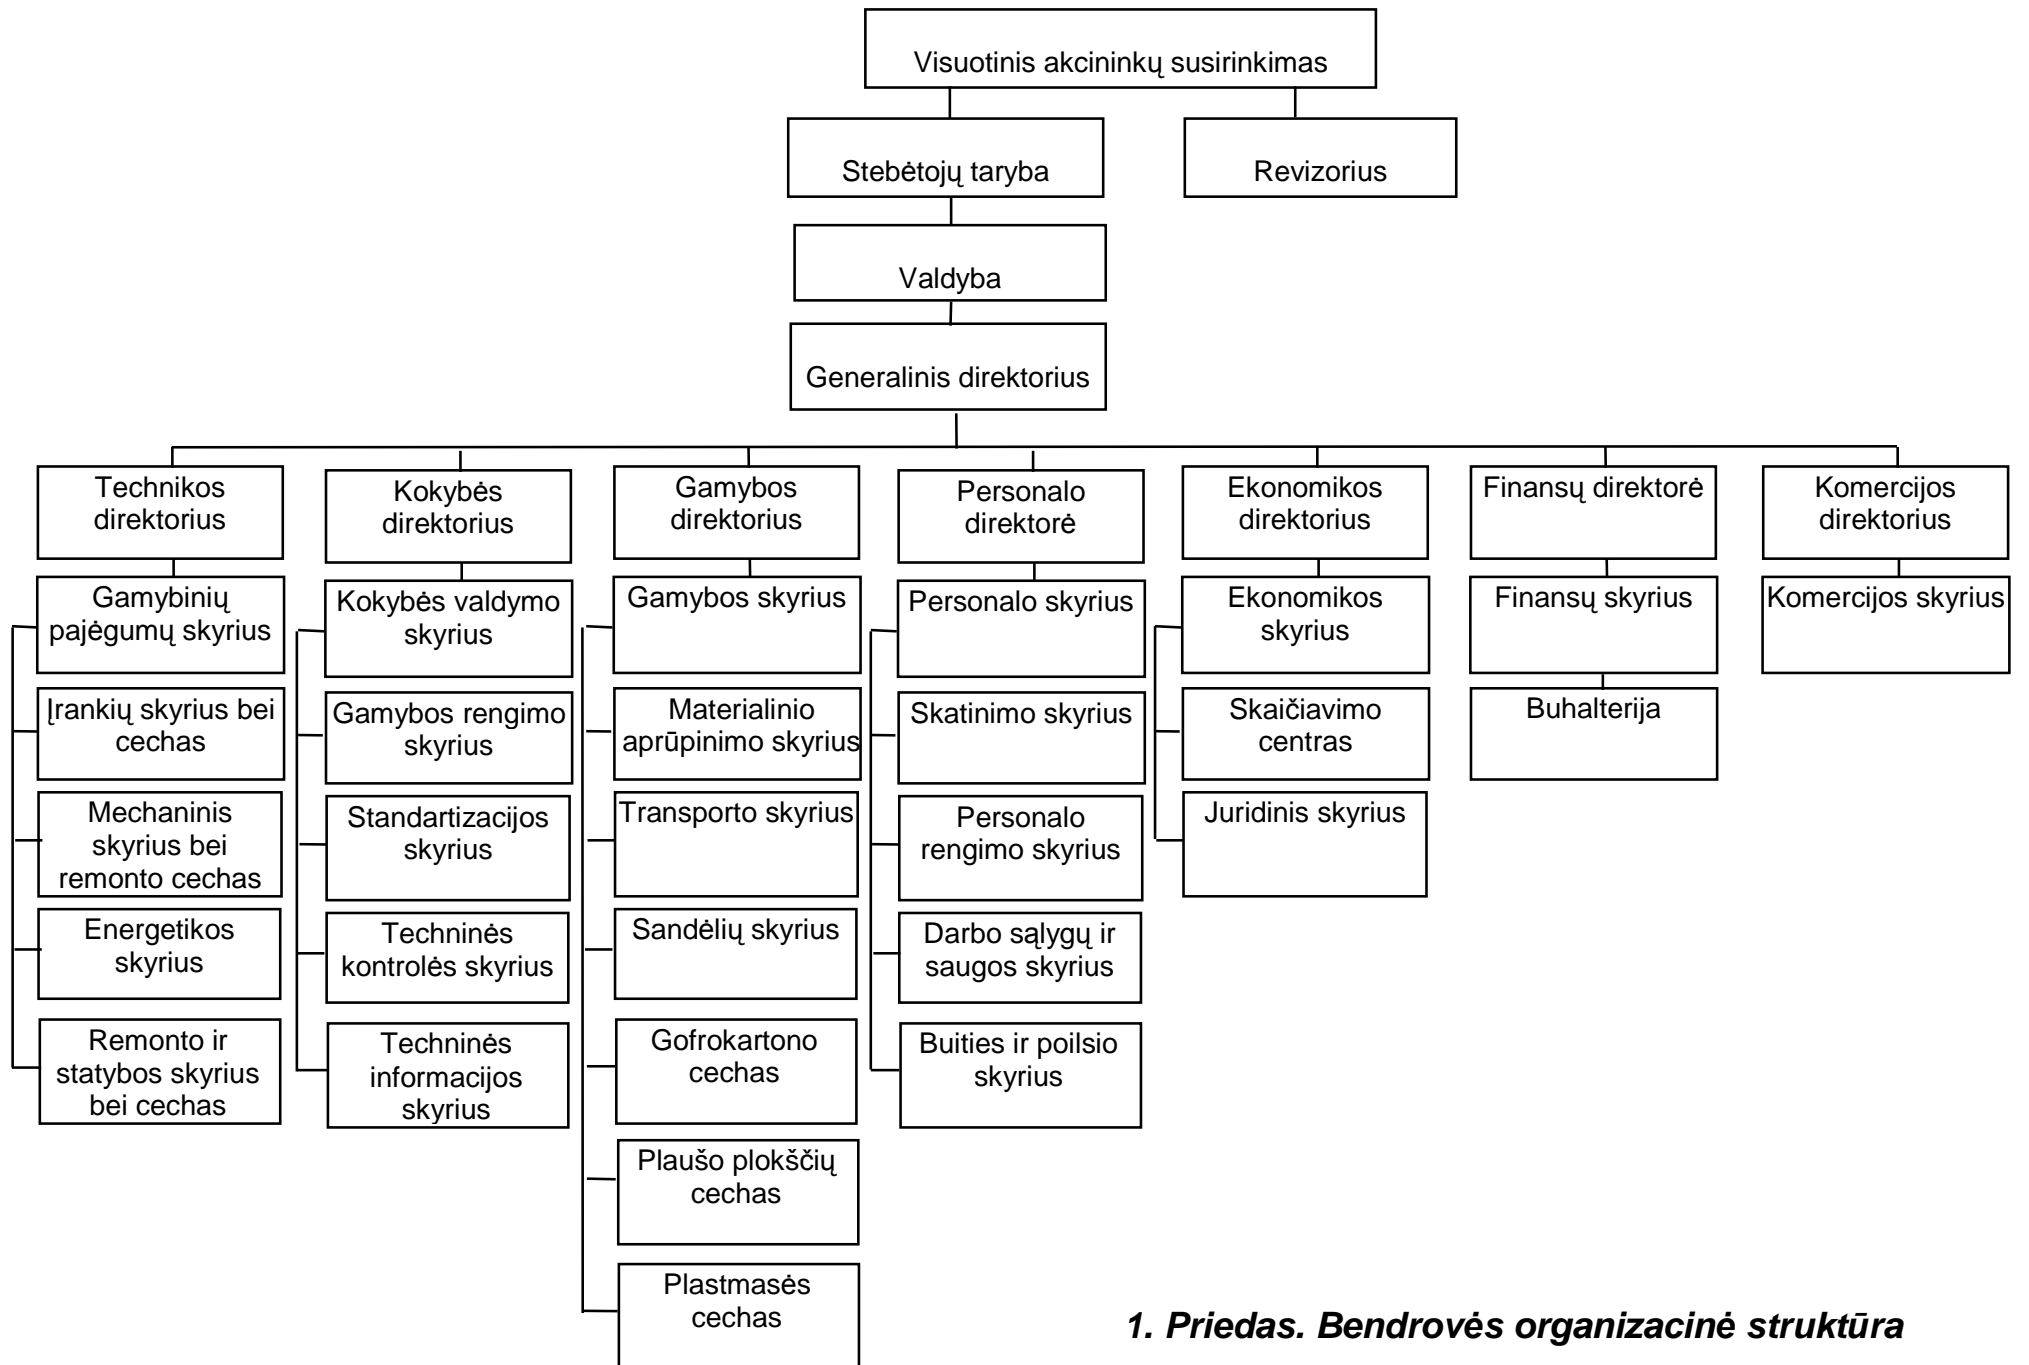 Visuotinis akcininkų susirinkimas
Stebėtojų taryba
Revizorius
Valdyba
Generalinis direktorius
Technikos
direktorius
Kokybės
direktorius
Gamybos
direktorius
Personalo
direktorė
Ekonomikos
direktorius
Finansų direktorė
Komercijos
direktorius
Gamybinių
pajėgumų skyrius
Kokybės valdymo
skyrius
Gamybos skyrius
Personalo skyrius
Ekonomikos
skyrius
Finansų skyrius
Komercijos skyrius
Įrankių skyrius bei
cechas
Gamybos rengimo
skyrius
Materialinio
aprūpinimo skyrius
Skatinimo skyrius
Skaičiavimo
centras
Buhalterija
Mechaninis
skyrius bei
remonto cechas
Standartizacijos
skyrius
Transporto skyrius
Personalo
rengimo skyrius
Juridinis skyrius
Energetikos
skyrius
Techninės
kontrolės skyrius
Sandėlių skyrius
Darbo sąlygų ir
saugos skyrius
Remonto ir
statybos skyrius
bei cechas
Techninės
informacijos
skyrius
Gofrokartono
cechas
Buities ir poilsio
skyrius
Plaušo plokščių
cechas
Plastmasės
cechas
1. Priedas. Bendrovės organizacinė struktūra